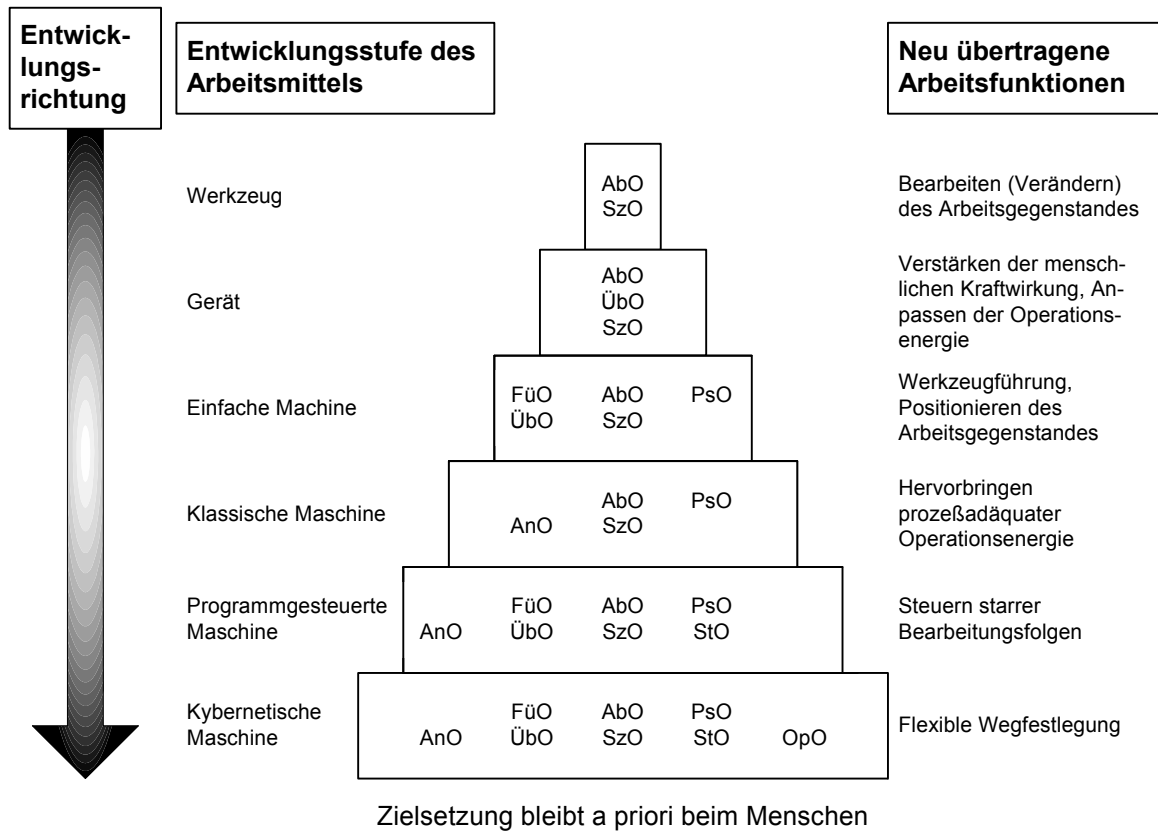 Entwick-
lungs-
richtung
Entwicklungsstufe des
Arbeitsmittels
Neu übertragene
Arbeitsfunktionen
Werkzeug
AbO
SzO
Bearbeiten (Verändern)
des Arbeitsgegenstandes
Gerät
AbO
ÜbO
SzO
Verstärken der mensch-
lichen Kraftwirkung, An-
passen der Operations-
energie
Einfache Machine
FüO AbO PsO
ÜbO SzO
Werkzeugführung,
Positionieren des
Arbeitsgegenstandes
Klassische Maschine
AbO PsO
AnO SzO
Hervorbringen
prozeßadäquater
Operationsenergie
Programmgesteuerte
Maschine
FüO AbO PsO
AnO ÜbO SzO StO
Steuern starrer
Bearbeitungsfolgen
Kybernetische
Maschine
FüO AbO PsO
AnO ÜbO SzO StO OpO
Flexible Wegfestlegung
Zielsetzung bleibt a priori beim Menschen